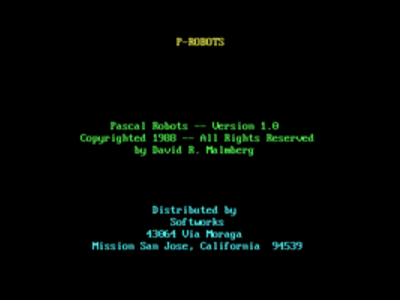 P-ROBOTS
Pascal Robots -- Version 1.0
Copyrighted 1988 -- All Rights Reserved
by David R. Malmberg
Distributed by
Softworks
43064 Via Moraga
Mission San Jose, California 94539